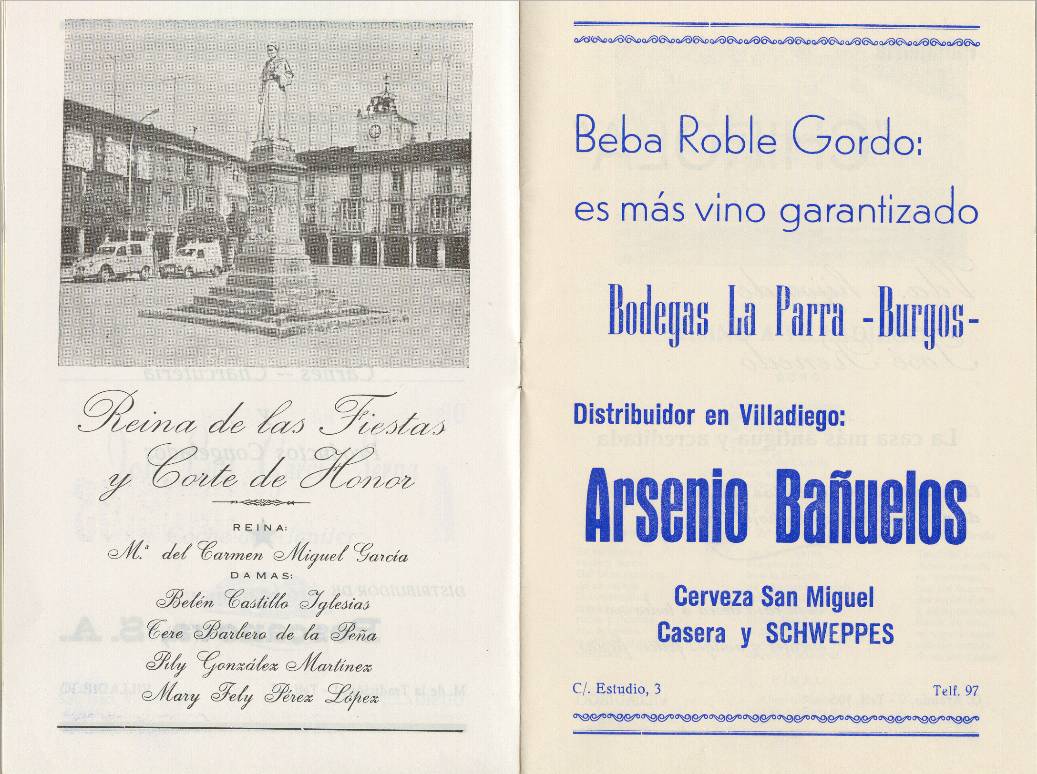 Reina de las Fiestas
y Corte de Honor
REINA:
M.ª del Carmen Miguel García
DAMAS:
Belén Castillo Iglesias
Tere Barbero de la Peña
Pily González Martínez
Mary Fely Pérez López
Beba Roble Gordo:
es más vino garantizado
Bodegas La Parra -Burgos-
Distribuidor en Villadiego:
Arsenio Bañuelos
Cerveza San Miguel
Casera y SCHWEPPES
C/. Estudio, 3 Telf. 97